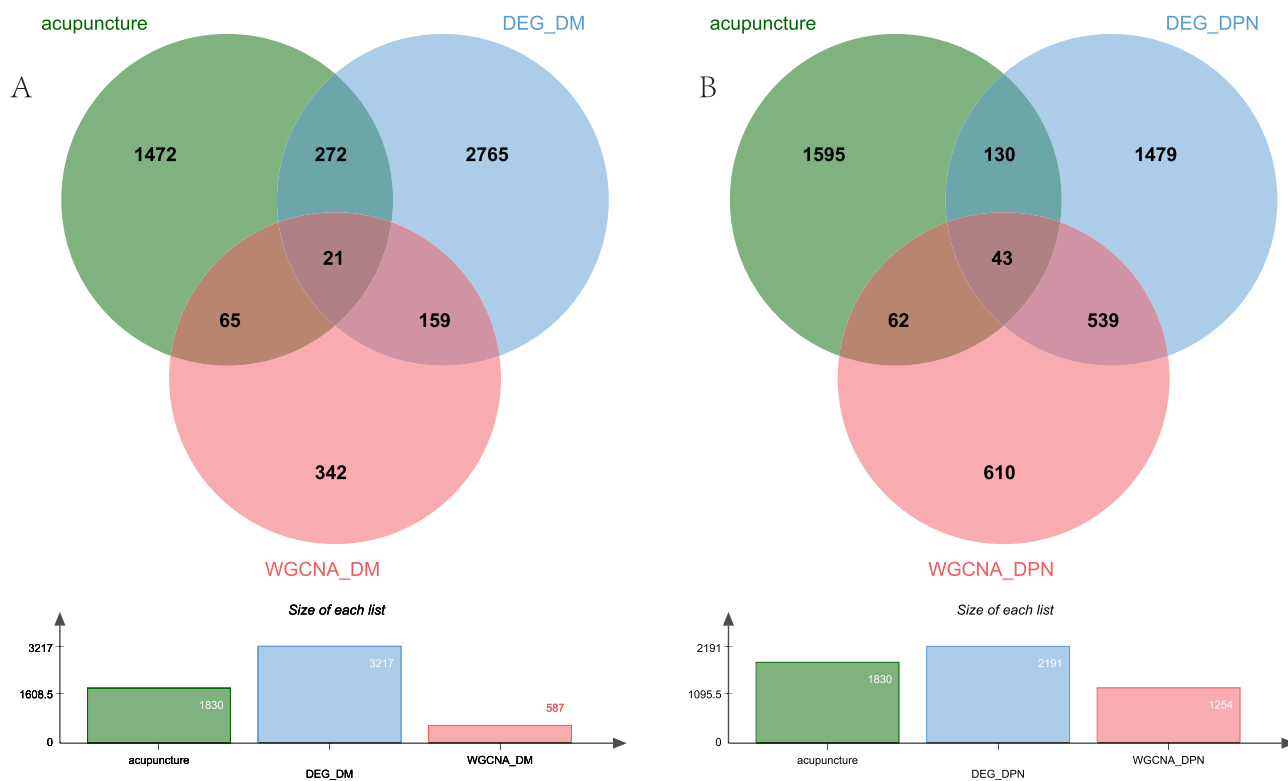 acupuncture
DEG_DM
A
1472
272
2765
21
65
159
342
WGCNA_DM
Size of each list
3217
1608.5
0
1830
3217
587
acupuncture
DEG_DM
WGCNA_DM
acupuncture
DEG_DPN
B
1595
130
1479
43
62
539
610
WGCNA_DPN
Size of each list
2191
1095.5
0
1830
2191
1254
acupuncture
DEG_DPN
WGCNA_DPN